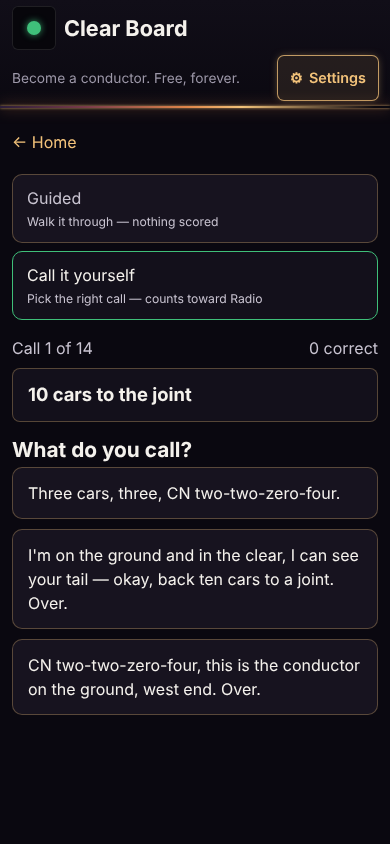 Clear Board
Become a conductor. Free, forever.
⚙ Settings
← Home
Guided
Walk it through — nothing scored
Call it yourself
Pick the right call — counts toward Radio
Call 1 of 14
0 correct
10 cars to the joint
What do you call?
Three cars, three, CN two-two-zero-four.
I'm on the ground and in the clear, I can see
your tail — okay, back ten cars to a joint.
Over.
CN two-two-zero-four, this is the conductor
on the ground, west end. Over.